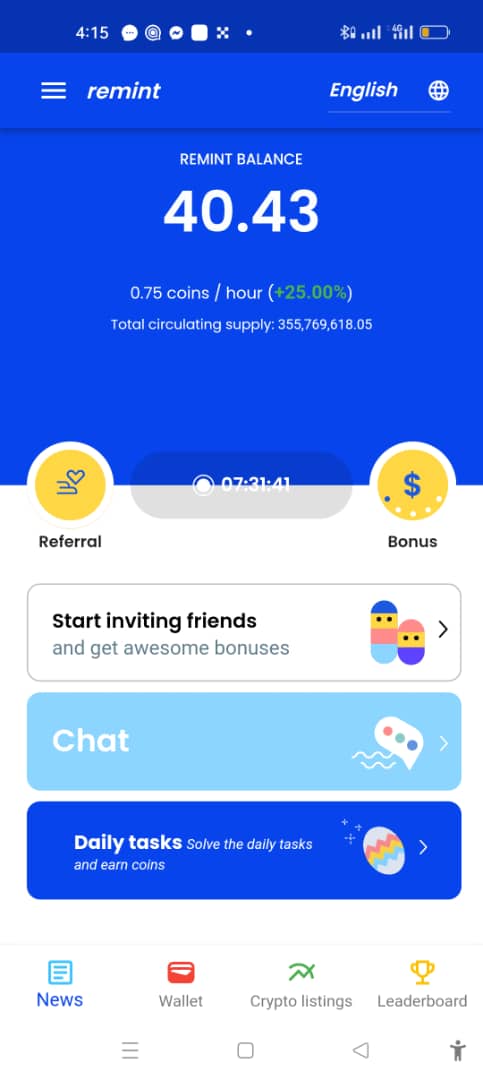 4:15
4G
remint
English
REMINT BALANCE
40.43
0.75 coins / hour (+25.00%)
Total circulating supply: 355,769,618.05
07:31:41
$
Referral
Bonus
Start inviting friends
and get awesome bonuses
Chat
Daily tasks Solve the daily tasks
and earn coins
News
Wallet
Crypto listings
Leaderboard